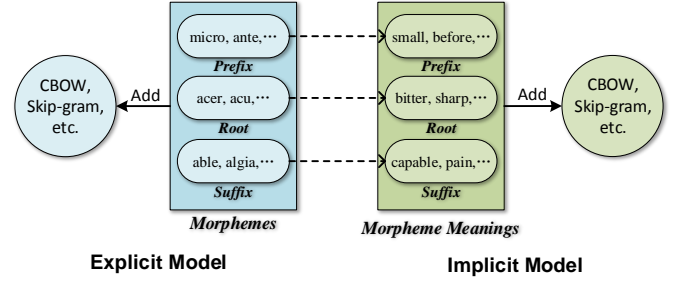 CBOW,
Skip-gram,
etc.
Add
micro, ante,⋯
Prefix
acer, acu,⋯
Root
able, algia,⋯
Suffix
Morphemes
small, before,⋯
Prefix
bitter, sharp,⋯
Root
capable, pain,⋯
Suffix
Morpheme Meanings
Add
CBOW,
Skip-gram,
etc.
Explicit Model
Implicit Model